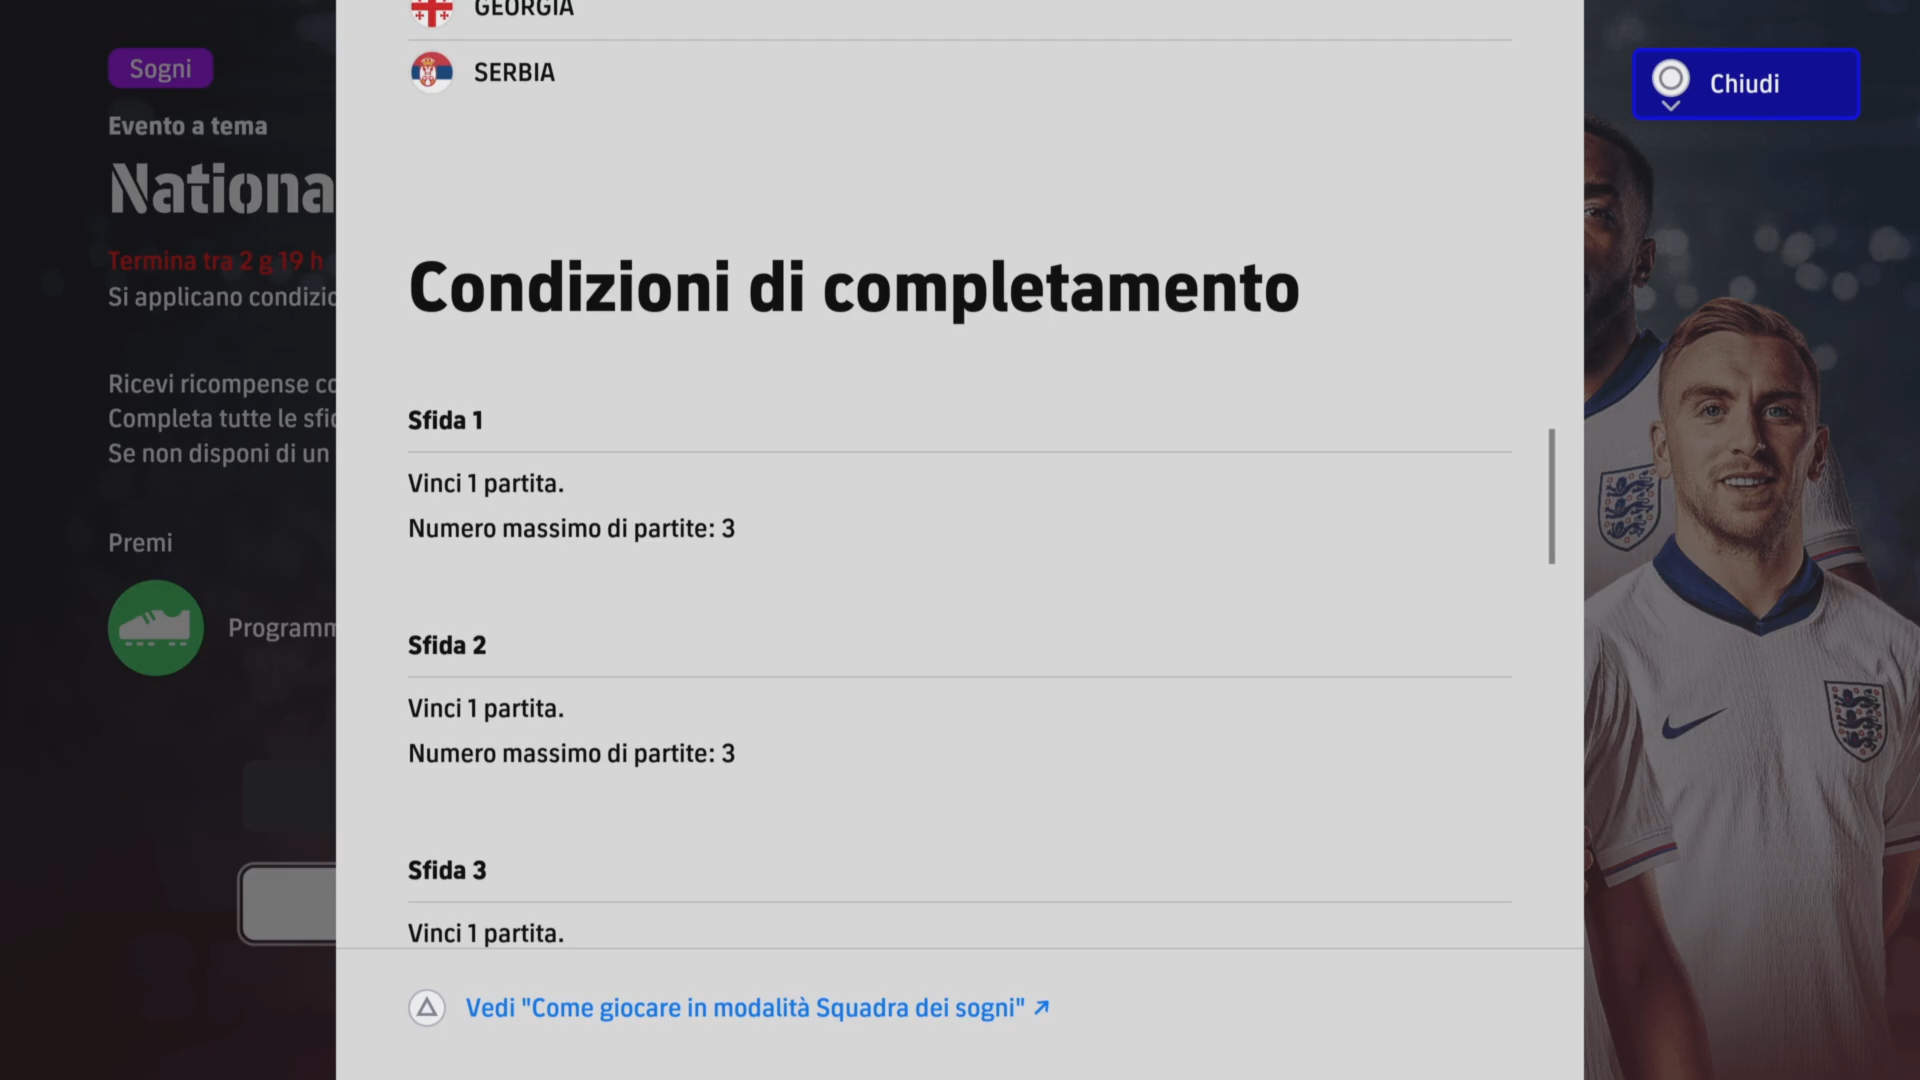 GEORGIA
SERBIA
Sogni
Chiudi
Evento a tema
Nationa
Termina tra 2 g 19 h
Si applicano condizio
Condizioni di completamento
Ricevi ricompense co
Completa tutte le sfid
Se non disponi di un
Sfida 1
Vinci 1 partita.
Numero massimo di partite: 3
Premi
Programm
Sfida 2
Vinci 1 partita.
Numero massimo di partite: 3
Sfida 3
Vinci 1 partita.
Vedi "Come giocare in modalità Squadra dei sogni" ↗